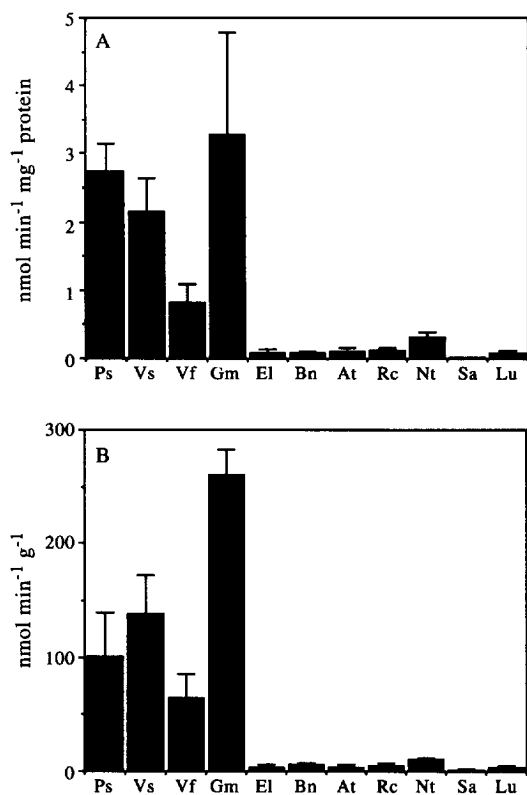 A
5
4
3
2
1
0
nmol min-1 mg-1 protein
Ps Vs Vf Gm El Bn At Rc Nt Sa Lu
B
300
200
100
0
nmol min-1 g-1
Ps Vs Vf Gm El Bn At Rc Nt Sa Lu